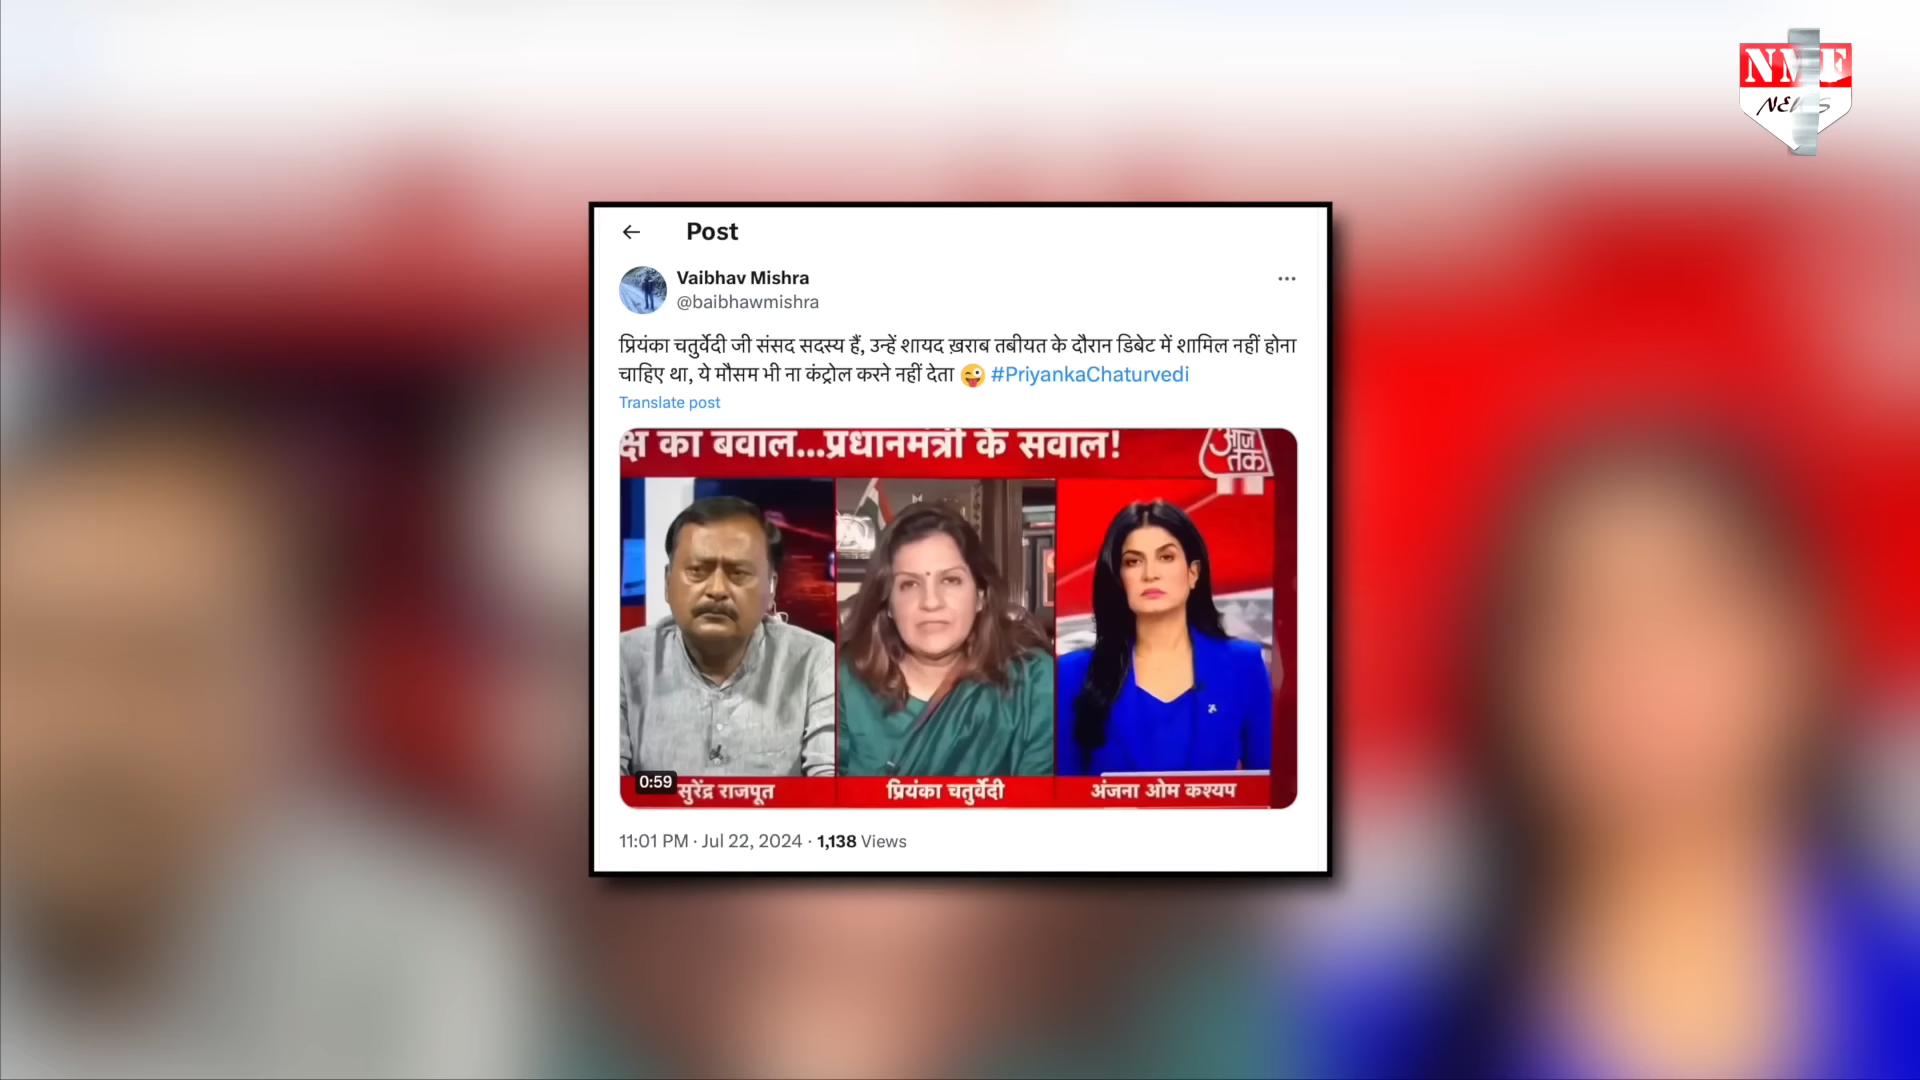 NMF
NEWS
Post
Vaibhav Mishra
@baibhawmishra
प्रियंका चतुर्वेदी जी संसद सदस्य हैं, उन्हें शायद ख़राब तबीयत के दौरान डिबेट में शामिल नहीं होना
चाहिए था, ये मौसम भी ना कंट्रोल करने नहीं देता 😜 #PriyankaChaturvedi
Translate post
क्ष का बवाल...प्रधानमंत्री के सवाल!
आज
तक
0:59
सुरेंद्र राजपूत
प्रियंका चतुर्वेदी
अंजना ओम कश्यप
11:01 PM · Jul 22, 2024 · 1,138 Views